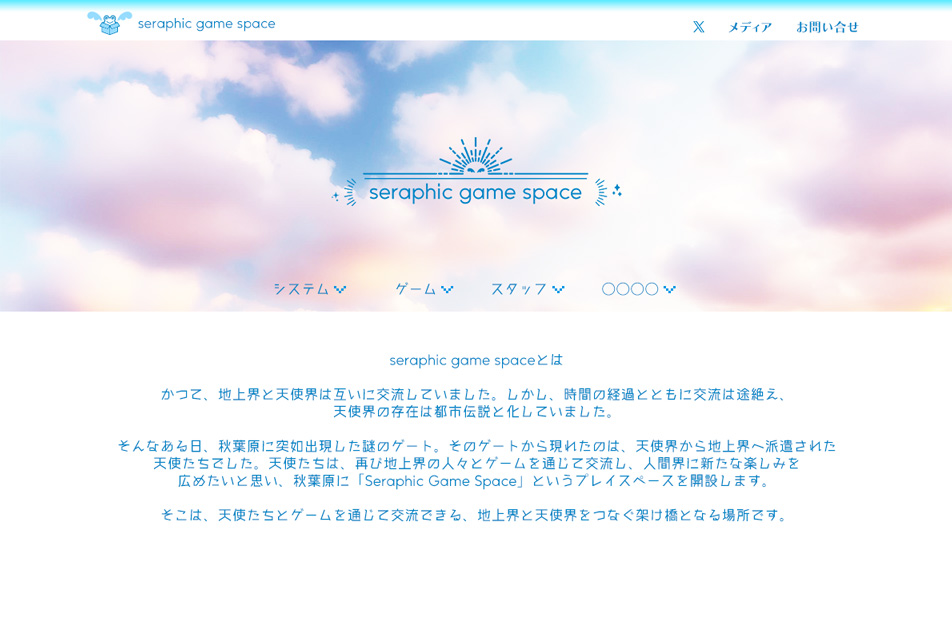 seraphic game space
X メディア お問い合せ
seraphic game space
システム ゲーム スタッフ 〇〇〇〇
seraphic game spaceとは
かつて、地上界と天使界は互いに交流していました。しかし、時間の経過とともに交流は途絶え、
天使界の存在は都市伝説と化していました。
そんなある日、秋葉原に突如出現した謎のゲート。そのゲートから現れたのは、天使界から地上界へ派遣された
天使たちでした。天使たちは、再び地上界の人々とゲームを通じて交流し、人間界に新たな楽しみを
広めたいと思い、秋葉原に「Seraphic Game Space」というプレイスペースを開設します。
そこは、天使たちとゲームを通じて交流できる、地上界と天使界をつなぐ架け橋となる場所です。